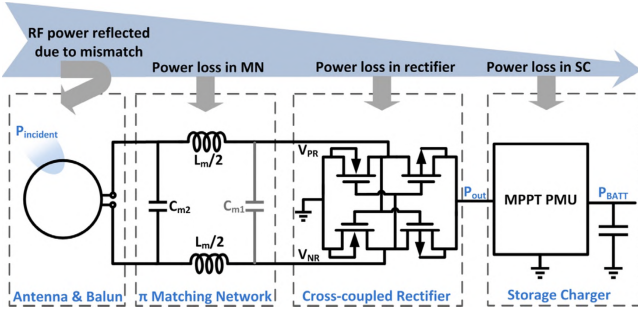 RF power reflected
due to mismatch
Power loss in MN
Power loss in rectifier
Power loss in SC
Pincident
Lm/2
Cm2
Cm1
Lm/2
VPR
VNR
Pout
MPPT PMU
PBATT
Antenna & Balun
π Matching Network
Cross-coupled Rectifier
Storage Charger